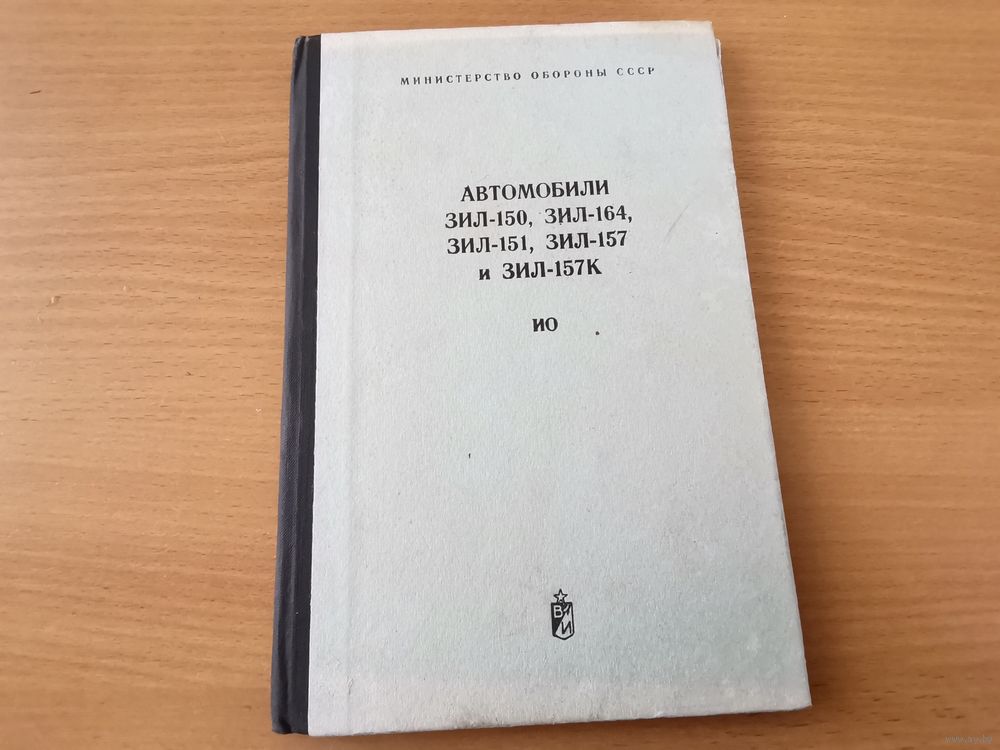 МИНИСТЕРСТВО ОБОРОНЫ СССР
АВТОМОБИЛИ
ЗИЛ-150, ЗИЛ-164,
ЗИЛ-151, ЗИЛ-157
и ЗИЛ-157К
ИО
В
И